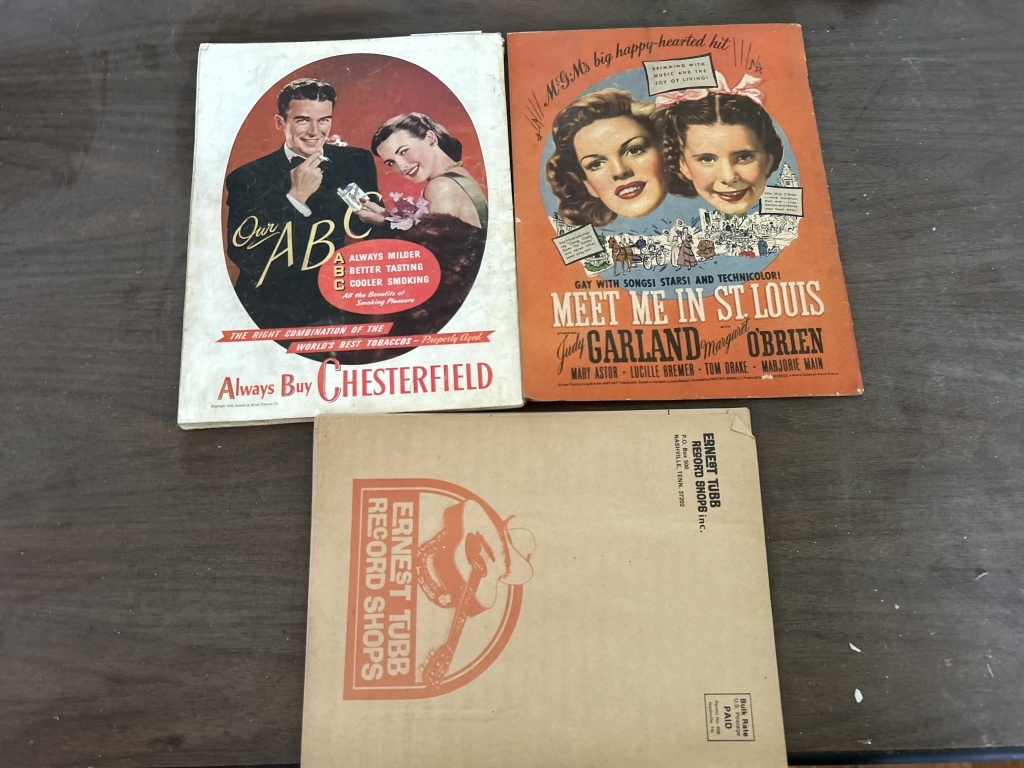 Our
ABC
A ALWAYS MILDER
B BETTER TASTING
C COOLER SMOKING
All the Benefits of
Smoking Pleasure
THE RIGHT COMBINATION OF THE
WORLD'S BEST TOBACCOS – Properly Aged
Always Buy CHESTERFIELD
M-G-M's big happy-hearted hit
BRIMMING WITH
MUSIC AND THE
JOY OF LIVING!
GAY WITH SONGS! STARS! AND TECHNICOLOR!
MEET ME IN ST. LOUIS
Judy GARLAND Margaret O'BRIEN
MARY ASTOR · LUCILLE BREMER · TOM DRAKE · MARJORIE MAIN
ERNEST TUBB
RECORD SHOPS inc.
P.O. Box 500
NASHVILLE, TENN. 37202
ERNEST TUBB
RECORD SHOPS
Bulk Rate
U.S. Postage
PAID